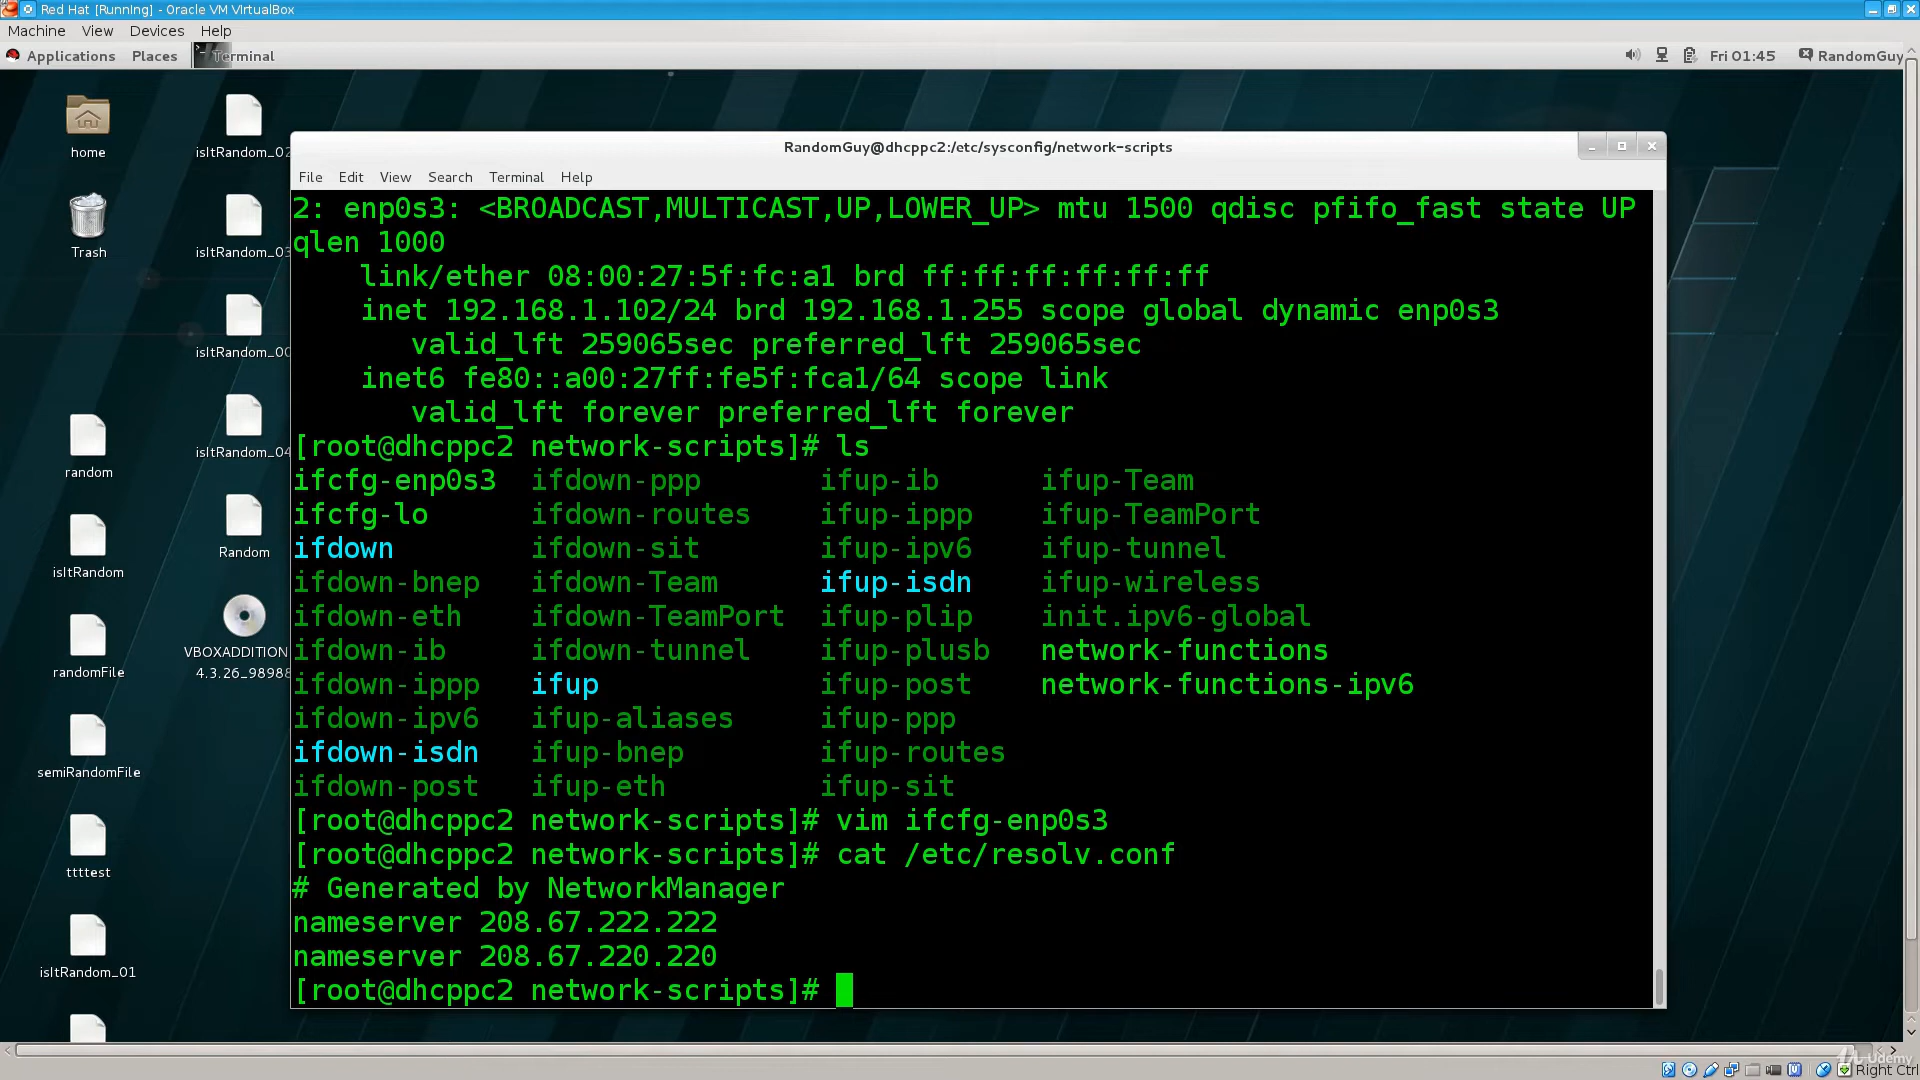 Red Hat [Running] - Oracle VM VirtualBox
Machine View Devices Help
Applications Places Terminal Fri 01:45 RandomGuy
home
Trash
random
isItRandom
randomFile
semiRandomFile
ttttest
isItRandom_01
isItRandom_02
isItRandom_03
isItRandom_00
isItRandom_04
Random
VBOXADDITION
4.3.26_98988
RandomGuy@dhcppc2:/etc/sysconfig/network-scripts
File Edit View Search Terminal Help
2: enp0s3: <BROADCAST,MULTICAST,UP,LOWER_UP> mtu 1500 qdisc pfifo_fast state UP
qlen 1000
link/ether 08:00:27:5f:fc:a1 brd ff:ff:ff:ff:ff:ff
inet 192.168.1.102/24 brd 192.168.1.255 scope global dynamic enp0s3
valid_lft 259065sec preferred_lft 259065sec
inet6 fe80::a00:27ff:fe5f:fca1/64 scope link
valid_lft forever preferred_lft forever
[root@dhcppc2 network-scripts]# ls
ifcfg-enp0s3 ifdown-ppp ifup-ib ifup-Team
ifcfg-lo ifdown-routes ifup-ippp ifup-TeamPort
ifdown ifdown-sit ifup-ipv6 ifup-tunnel
ifdown-bnep ifdown-Team ifup-isdn ifup-wireless
ifdown-eth ifdown-TeamPort ifup-plip init.ipv6-global
ifdown-ib ifdown-tunnel ifup-plusb network-functions
ifdown-ippp ifup ifup-post network-functions-ipv6
ifdown-ipv6 ifup-aliases ifup-ppp
ifdown-isdn ifup-bnep ifup-routes
ifdown-post ifup-eth ifup-sit
[root@dhcppc2 network-scripts]# vim ifcfg-enp0s3
[root@dhcppc2 network-scripts]# cat /etc/resolv.conf
# Generated by NetworkManager
nameserver 208.67.222.222
nameserver 208.67.220.220
[root@dhcppc2 network-scripts]#
Udemy
Right Ctrl